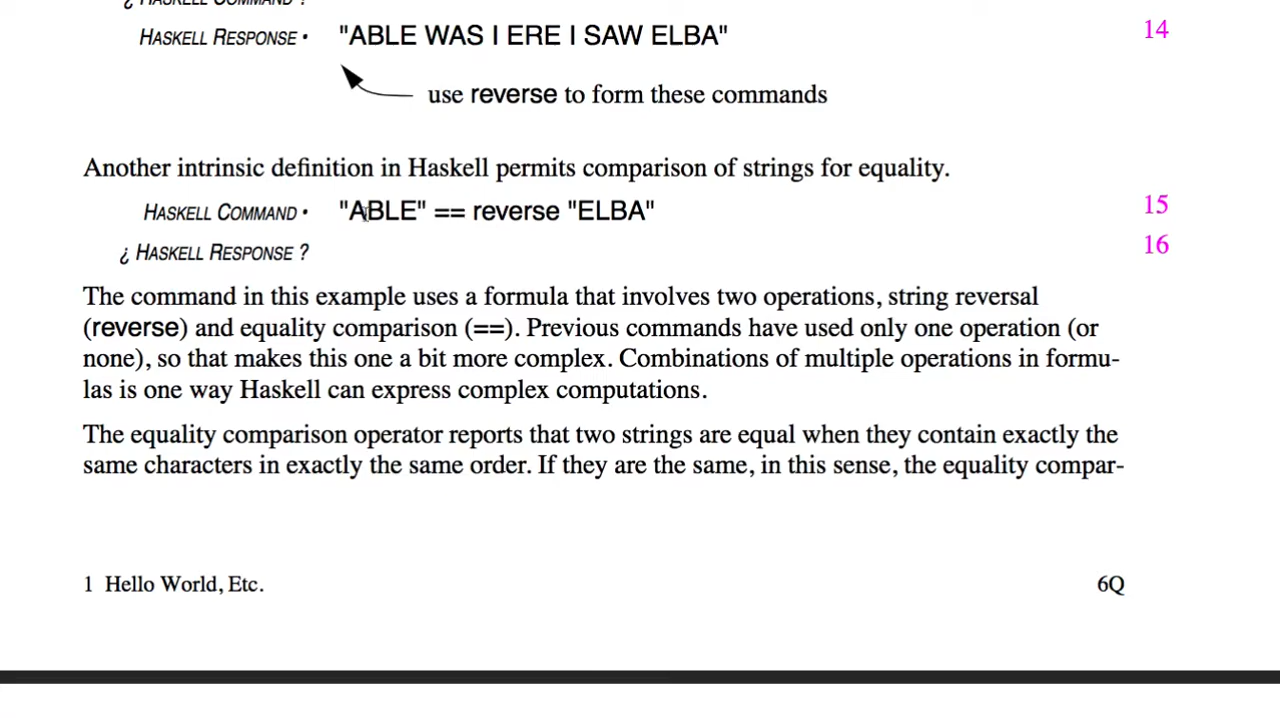 ¿ HASKELL COMMAND ?
HASKELL RESPONSE • "ABLE WAS I ERE I SAW ELBA" 14
use reverse to form these commands
Another intrinsic definition in Haskell permits comparison of strings for equality.
HASKELL COMMAND • "ABLE" == reverse "ELBA" 15
¿ HASKELL RESPONSE ? 16
The command in this example uses a formula that involves two operations, string reversal
(reverse) and equality comparison (==). Previous commands have used only one operation (or
none), so that makes this one a bit more complex. Combinations of multiple operations in formu-
las is one way Haskell can express complex computations.
The equality comparison operator reports that two strings are equal when they contain exactly the
same characters in exactly the same order. If they are the same, in this sense, the equality compar-
1 Hello World, Etc. 6Q